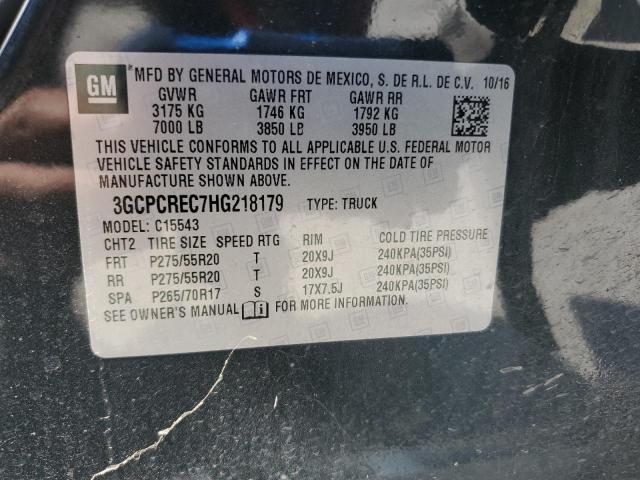 GM
*MFD BY GENERAL MOTORS DE MEXICO, S. DE R.L. DE C.V. 10/16
GVWR GAWR FRT GAWR RR
3175 KG 1746 KG 1792 KG
7000 LB 3850 LB 3950 LB
THIS VEHICLE CONFORMS TO ALL APPLICABLE U.S. FEDERAL MOTOR
VEHICLE SAFETY STANDARDS IN EFFECT ON THE DATE OF
MANUFACTURE SHOWN ABOVE.
3GCPCREC7HG218179 TYPE: TRUCK
MODEL: C15543
CHT2 TIRE SIZE SPEED RTG RIM COLD TIRE PRESSURE
FRT P275/55R20 T 20X9J 240KPA(35PSI)
RR P275/55R20 T 20X9J 240KPA(35PSI)
SPA P265/70R17 S 17X7.5J 240KPA(35PSI)
SEE OWNER'S MANUAL FOR MORE INFORMATION.